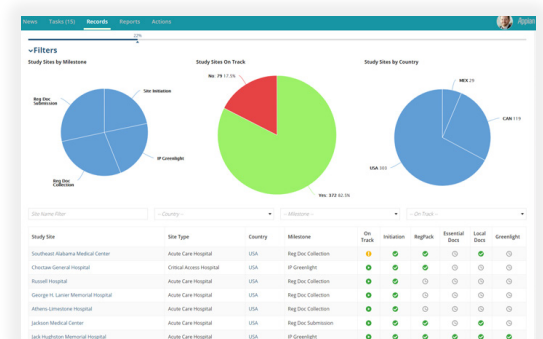 News Tasks (15) Records Reports Actions Appian
22%
Filters
Study Sites by Milestone Study Sites On Track Study Sites by Country
Reg Doc Submission
Site Initiation
IP Greenlight
Reg Doc Collection
No: 79 17.5%
Yes: 372 82.5%
MEX 29
CAN 119
USA 303
Site Name Filter - Country - - Milestone - - On Track -
Study Site Site Type Country Milestone On Track Initiation RegPack Essential Docs Local Docs Greenlight
Southeast Alabama Medical Center Acute Care Hospital USA Reg Doc Collection
Choctaw General Hospital Critical Access Hospital USA IP Greenlight
Russell Hospital Acute Care Hospital USA Reg Doc Collection
George H. Lanier Memorial Hospital Acute Care Hospital USA Reg Doc Collection
Athens-Limestone Hospital Acute Care Hospital USA Reg Doc Collection
Jackson Medical Center Acute Care Hospital USA Reg Doc Submission
Jack Hughston Memorial Hospital Acute Care Hospital USA IP Greenlight